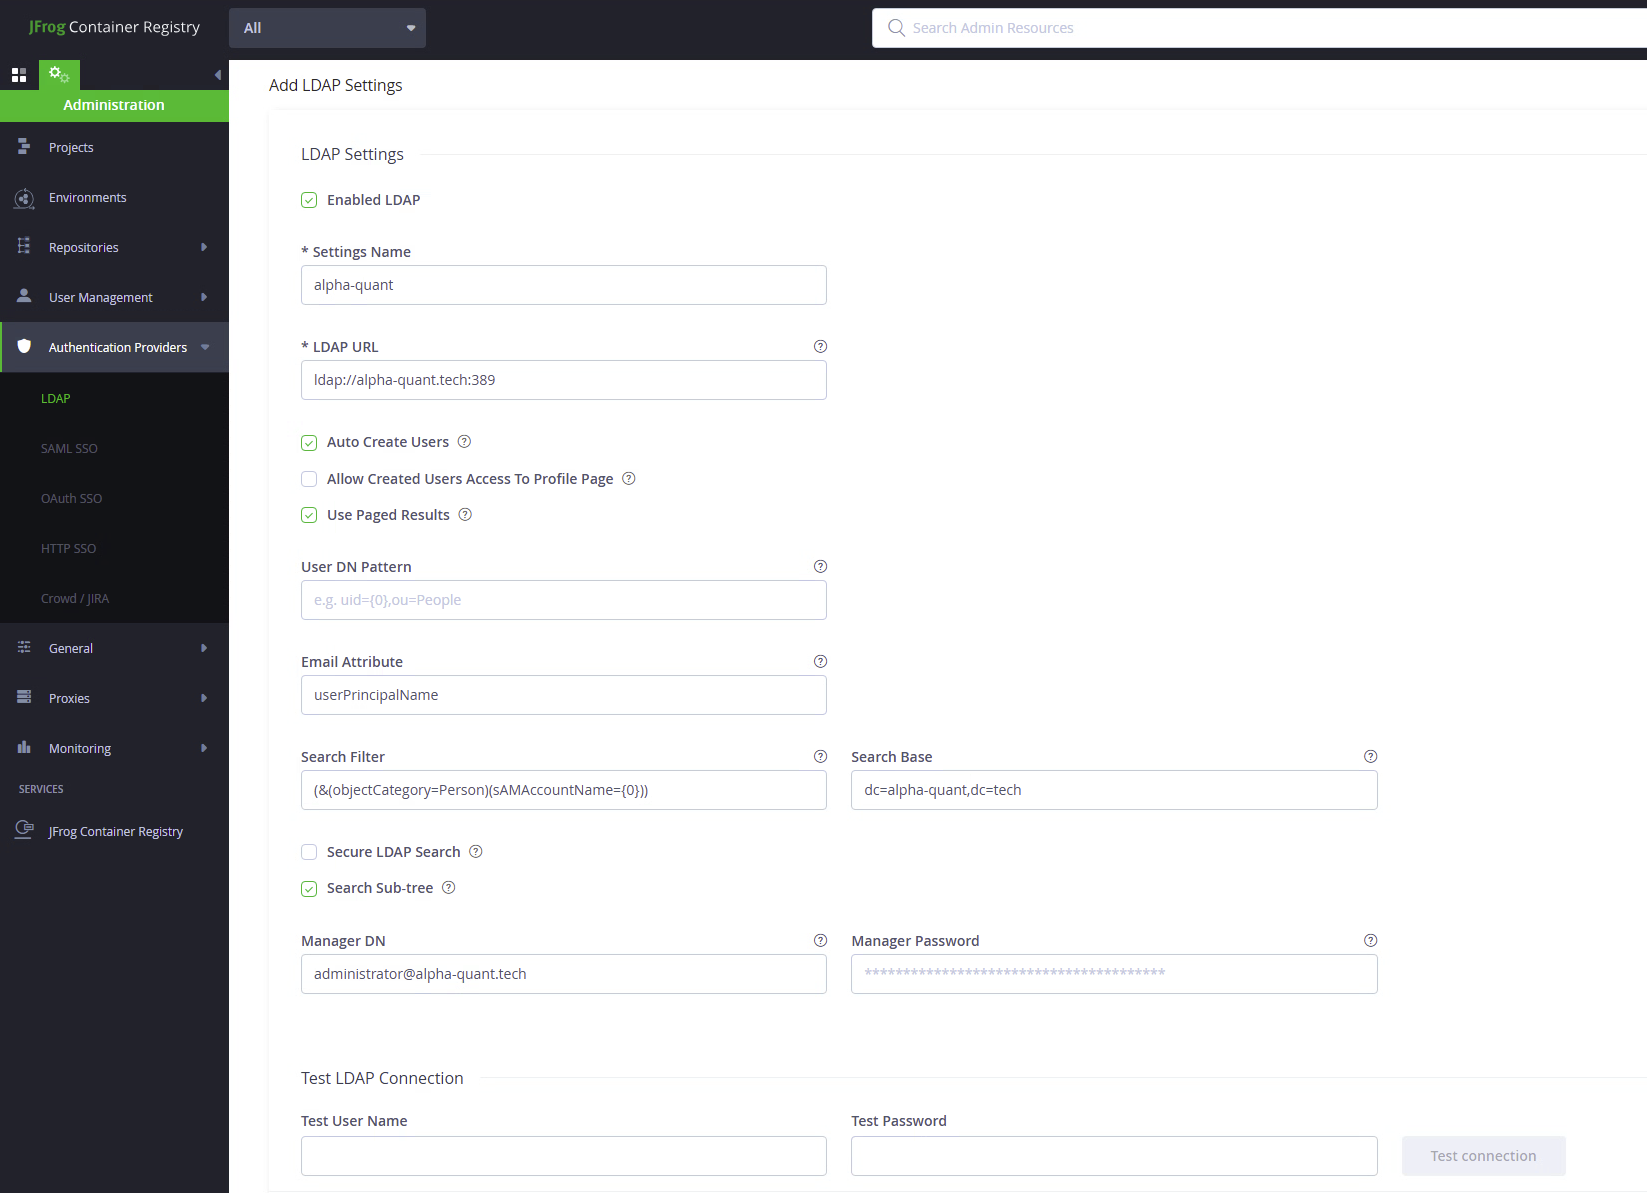 JFrog Container Registry
All
Search Admin Resources
Administration
Projects
Environments
Repositories
User Management
Authentication Providers
LDAP
SAML SSO
OAuth SSO
HTTP SSO
Crowd / JIRA
General
Proxies
Monitoring
SERVICES
JFrog Container Registry
Add LDAP Settings
LDAP Settings
Enabled LDAP
* Settings Name
alpha-quant
* LDAP URL
ldap://alpha-quant.tech:389
Auto Create Users
Allow Created Users Access To Profile Page
Use Paged Results
User DN Pattern
e.g. uid={0},ou=People
Email Attribute
userPrincipalName
Search Filter
(&(objectCategory=Person)(sAMAccountName={0}))
Search Base
dc=alpha-quant,dc=tech
Secure LDAP Search
Search Sub-tree
Manager DN
administrator@alpha-quant.tech
Manager Password
***************************************
Test LDAP Connection
Test User Name
Test Password
Test connection